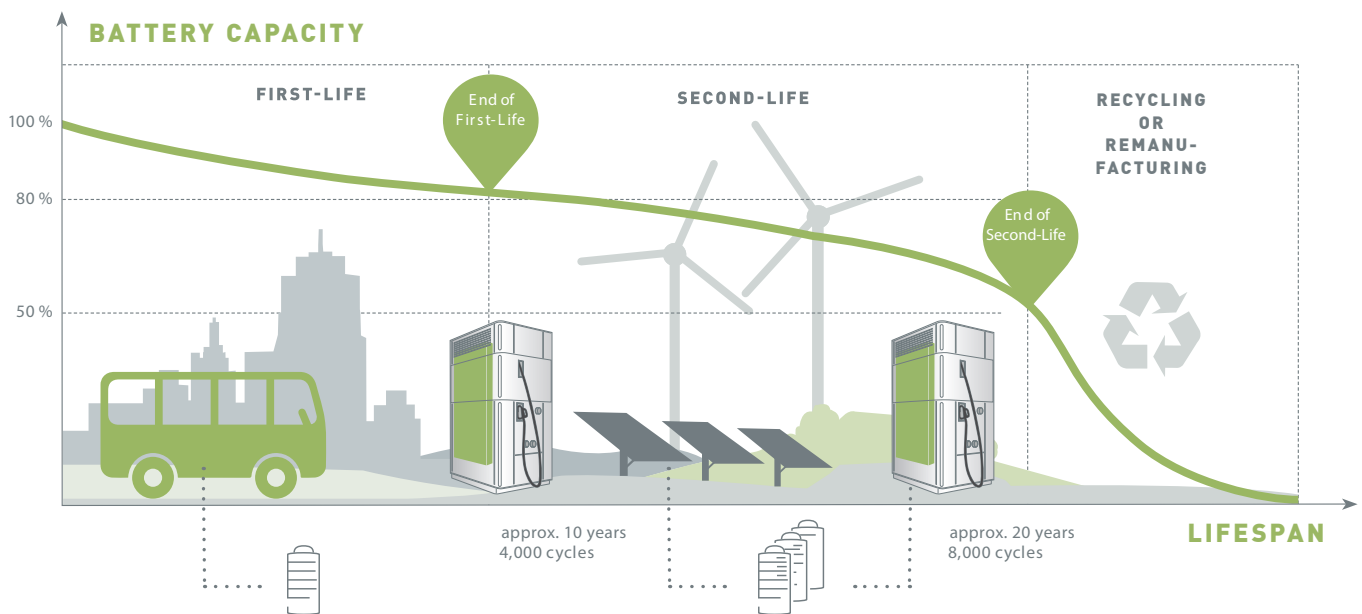 BATTERY CAPACITY
FIRST-LIFE
End of
First-Life
SECOND-LIFE
RECYCLING
OR
REMANU-
FACTURING
100 %
80 %
End of
Second-Life
50 %
approx. 10 years
4,000 cycles
approx. 20 years
8,000 cycles
LIFESPAN